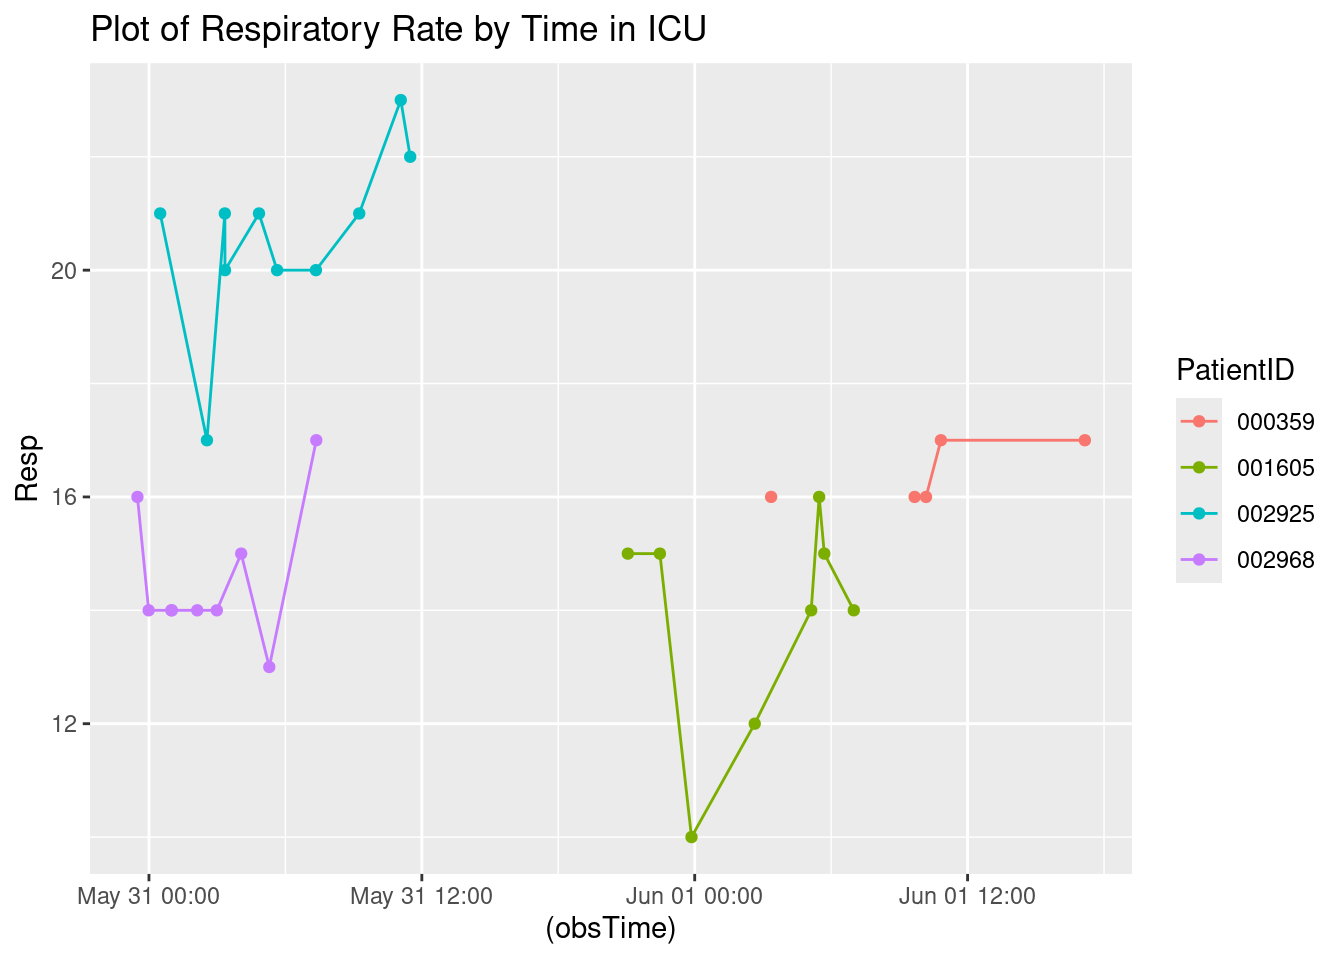 Plot of Respiratory Rate by Time in ICU
Resp
20
16
12
May 31 00:00
May 31 12:00
Jun 01 00:00
Jun 01 12:00
(obsTime)
PatientID
000359
001605
002925
002968